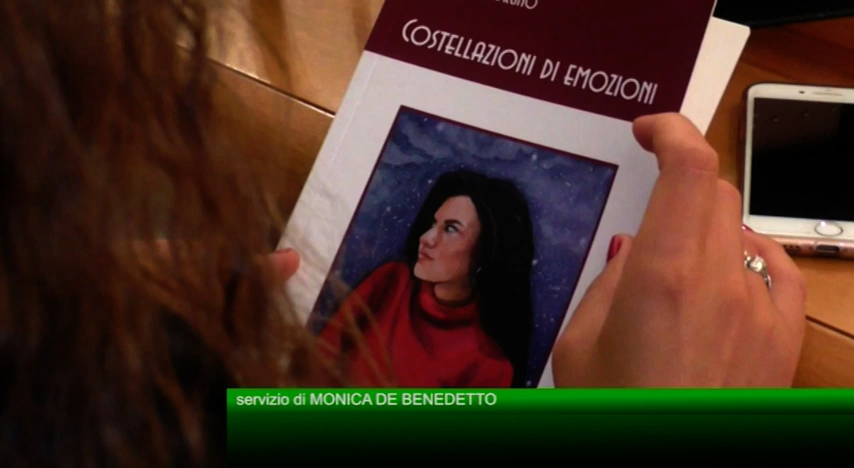 COSTELLAZIONI DI EMOZIONI
servizio di MONICA DE BENEDETTO